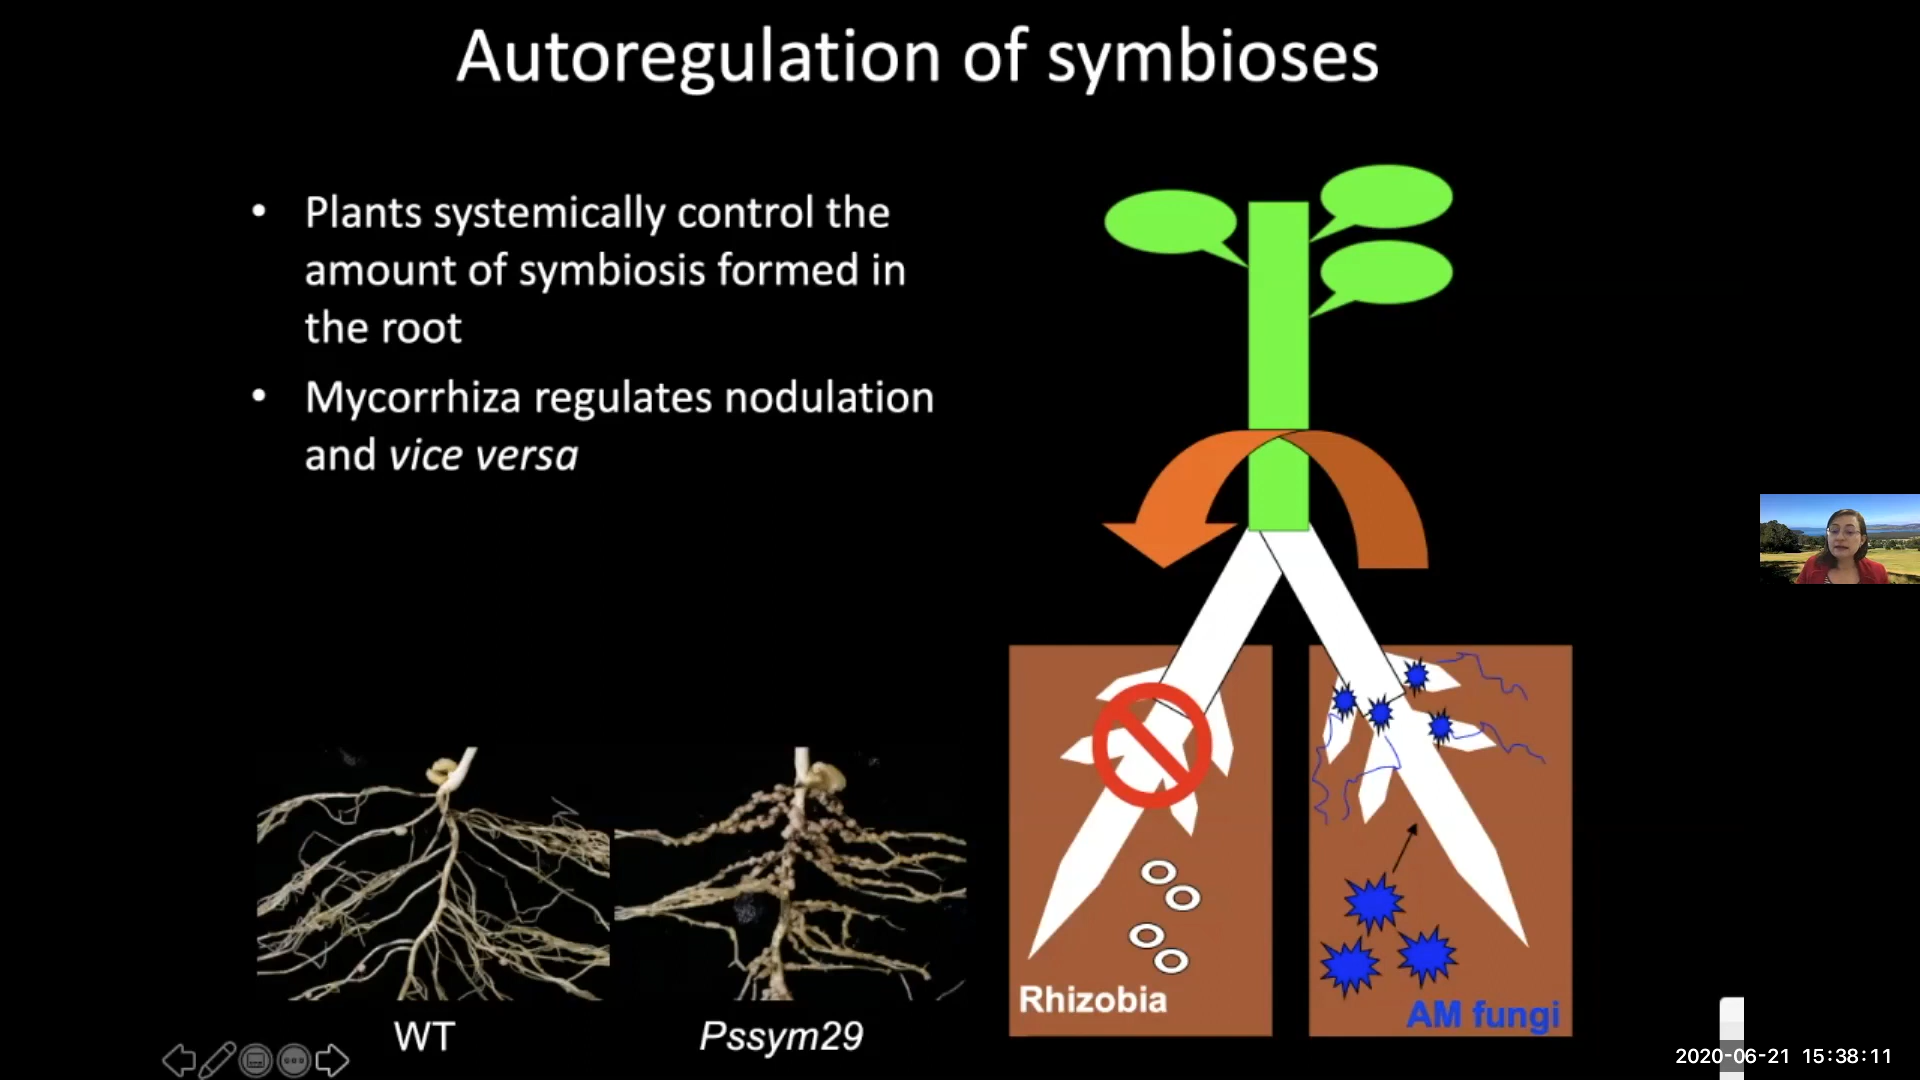 Autoregulation of symbioses
• Plants systemically control the
amount of symbiosis formed in
the root
• Mycorrhiza regulates nodulation
and vice versa
WT
Pssym29
Rhizobia
AM fungi
2020-06-21 15:38:11